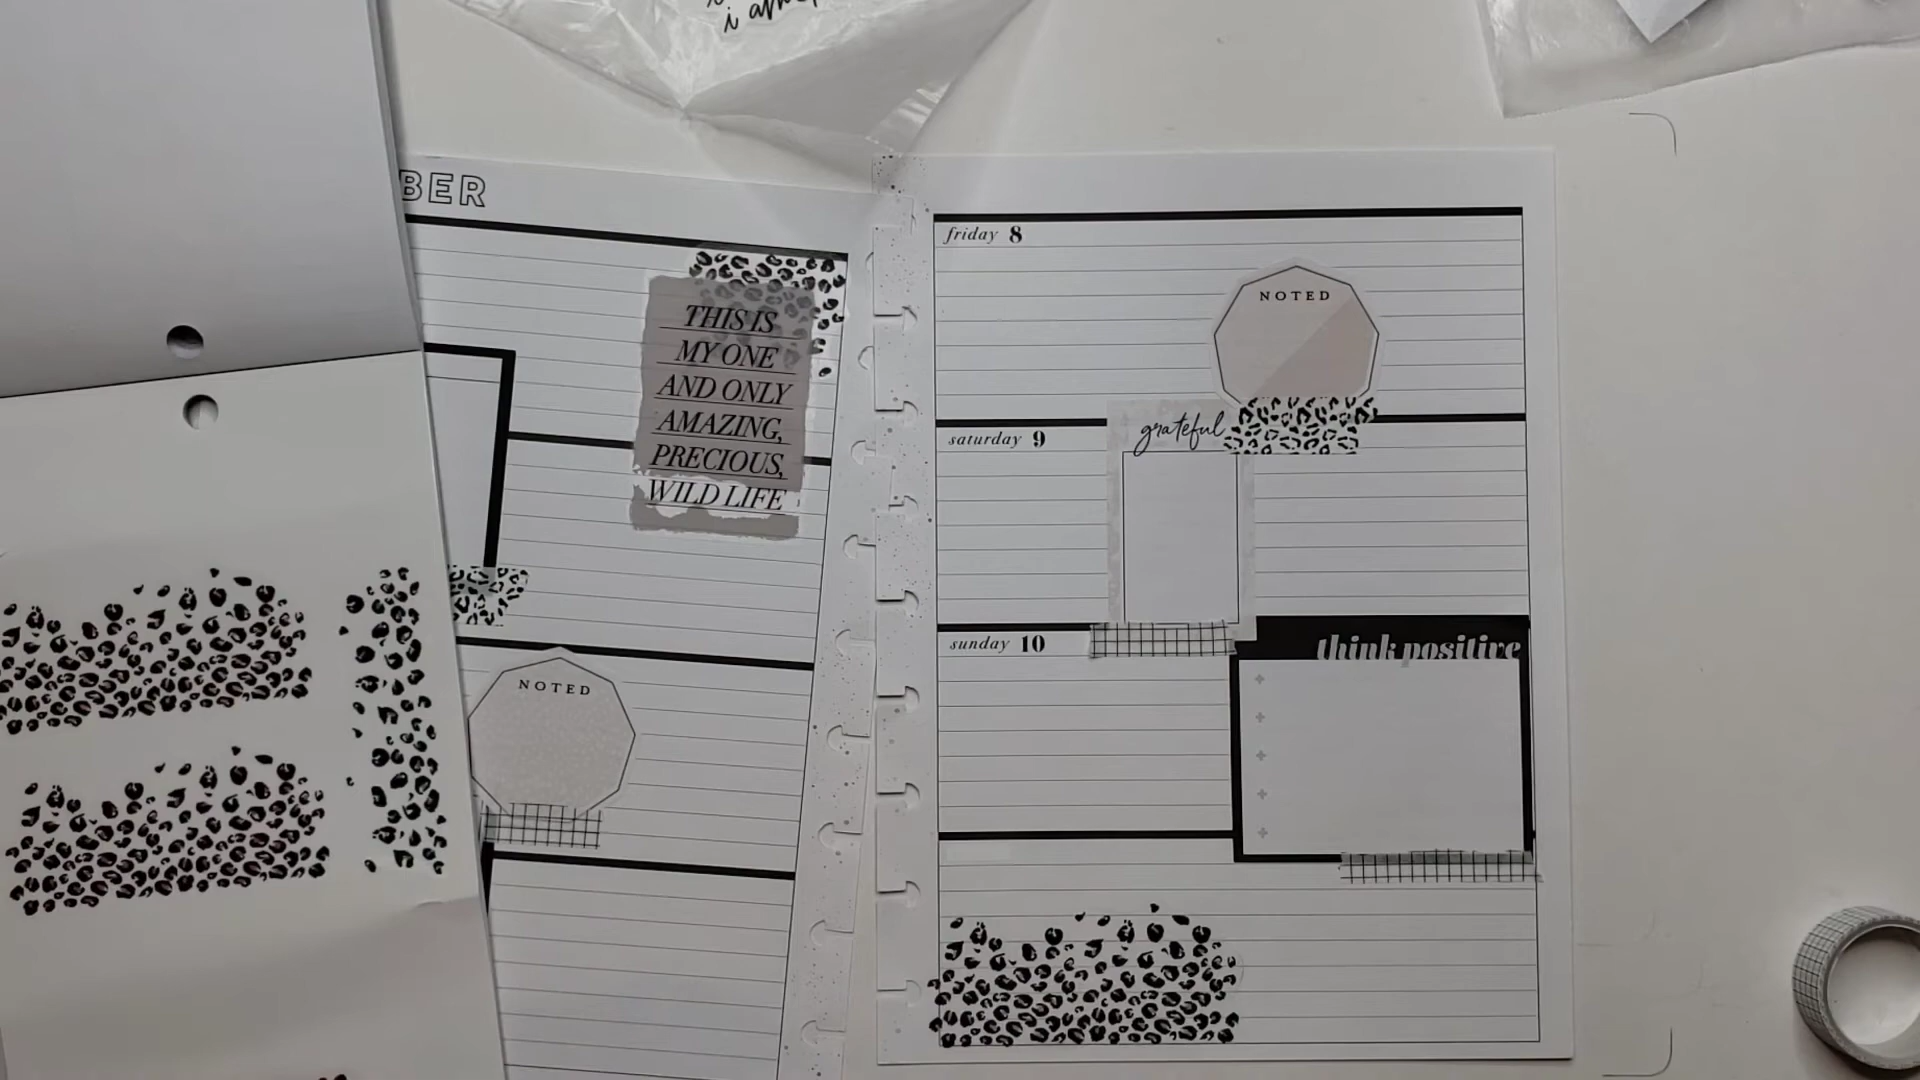 i am
BER
THIS IS
MY ONE
AND ONLY
AMAZING,
PRECIOUS,
WILD LIFE
NOTED
friday 8
NOTED
saturday 9
grateful
sunday 10
think positive